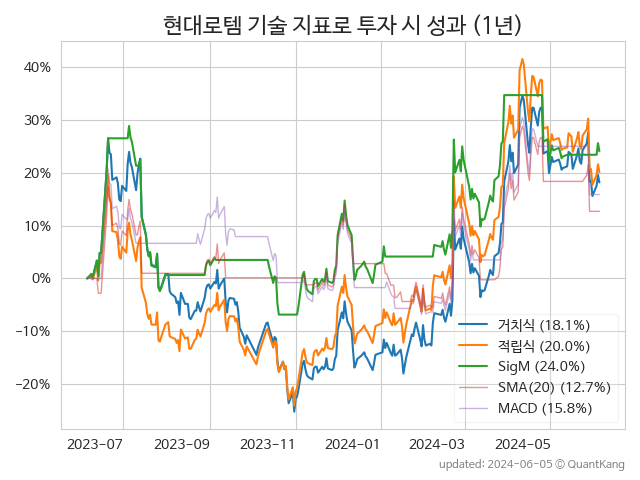 현대로템 기술 지표로 투자 시 성과 (1년)
40%
30%
20%
10%
0%
−10%
−20%
거치식 (18.1%)
적립식 (20.0%)
SigM (24.0%)
SMA(20) (12.7%)
MACD (15.8%)
2023-07 2023-09 2023-11 2024-01 2024-03 2024-05
updated: 2024-06-05 © QuantKang